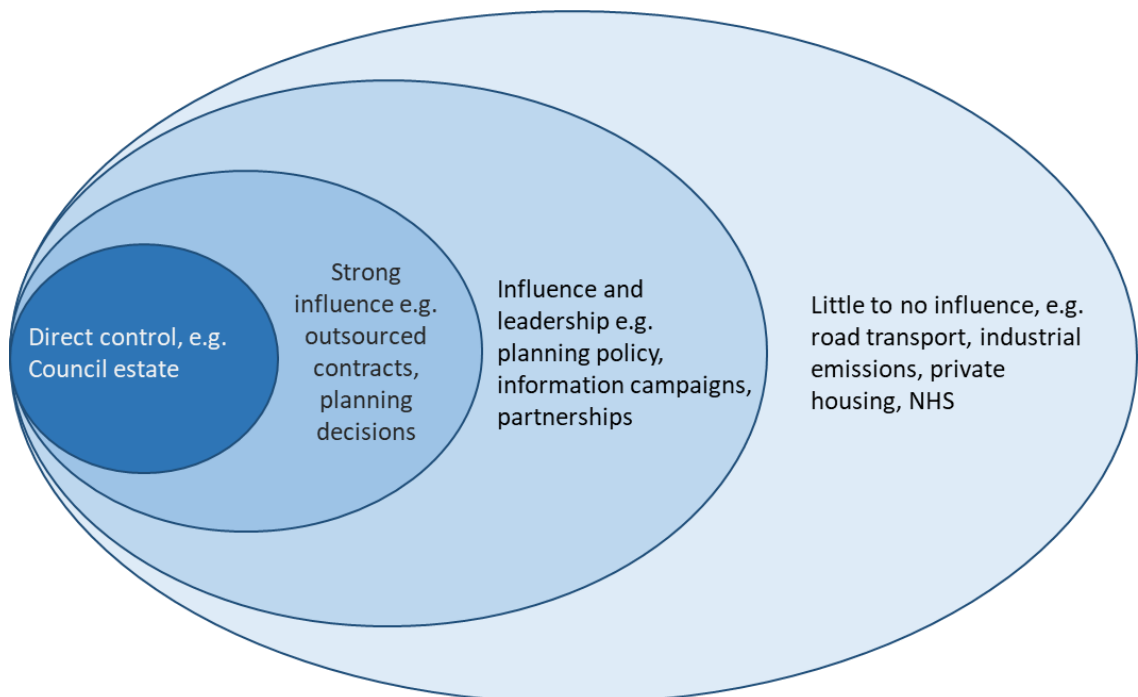 Direct control, e.g.
Council estate
Strong
influence e.g.
outsourced
contracts,
planning
decisions
Influence and
leadership e.g.
planning policy,
information campaigns,
partnerships
Little to no influence, e.g.
road transport, industrial
emissions, private
housing, NHS